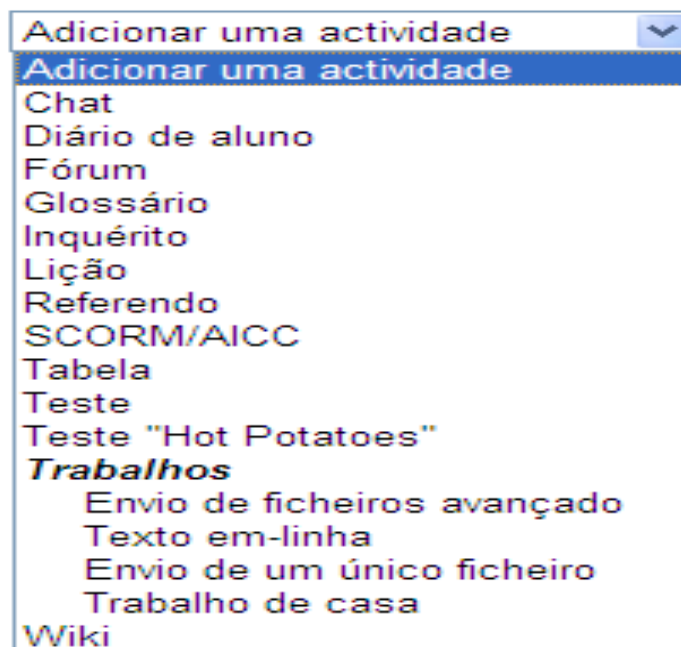 Adicionar uma actividade
Adicionar uma actividade
Chat
Diário de aluno
Fórum
Glossário
Inquérito
Lição
Referendo
SCORM/AICC
Tabela
Teste
Teste "Hot Potatoes"
Trabalhos
Envio de ficheiros avançado
Texto em-linha
Envio de um único ficheiro
Trabalho de casa
Wiki